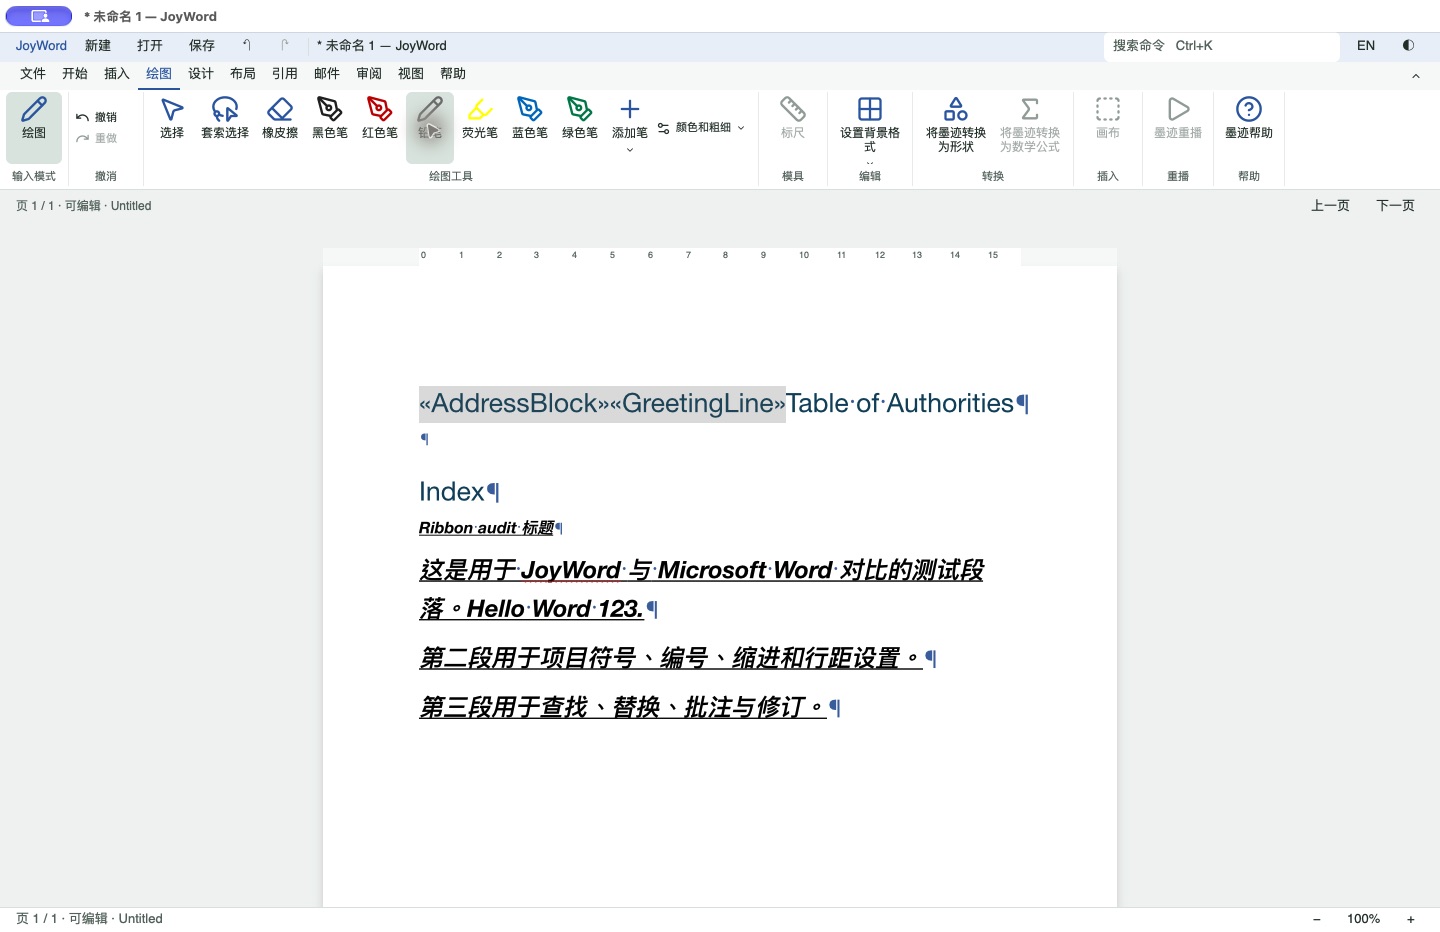 * 未命名 1 — JoyWord
JoyWord 新建 打开 保存 * 未命名 1 — JoyWord 搜索命令 Ctrl+K EN
文件 开始 插入 绘图 设计 布局 引用 邮件 审阅 视图 帮助
绘图
输入模式
撤销
重做
撤消
选择 套索选择 橡皮擦 黑色笔 红色笔 荧光笔 蓝色笔 绿色笔 添加笔 颜色和粗细
绘图工具
标尺
模具
设置背景格
式
编辑
将墨迹转换
为形状
将墨迹转换
为数学公式
转换
画布
插入
墨迹重播
重播
墨迹帮助
帮助
页 1 / 1 · 可编辑 · Untitled 上一页 下一页
0 1 2 3 4 5 6 7 8 9 10 11 12 13 14 15
«AddressBlock»«GreetingLine»Table·of·Authorities¶
¶
Index¶
Ribbon·audit·标题¶
这是用于·JoyWord·与·Microsoft·Word·对比的测试段
落。Hello·Word·123.¶
第二段用于项目符号、编号、缩进和行距设置。¶
第三段用于查找、替换、批注与修订。¶
页 1 / 1 · 可编辑 · Untitled − 100% +